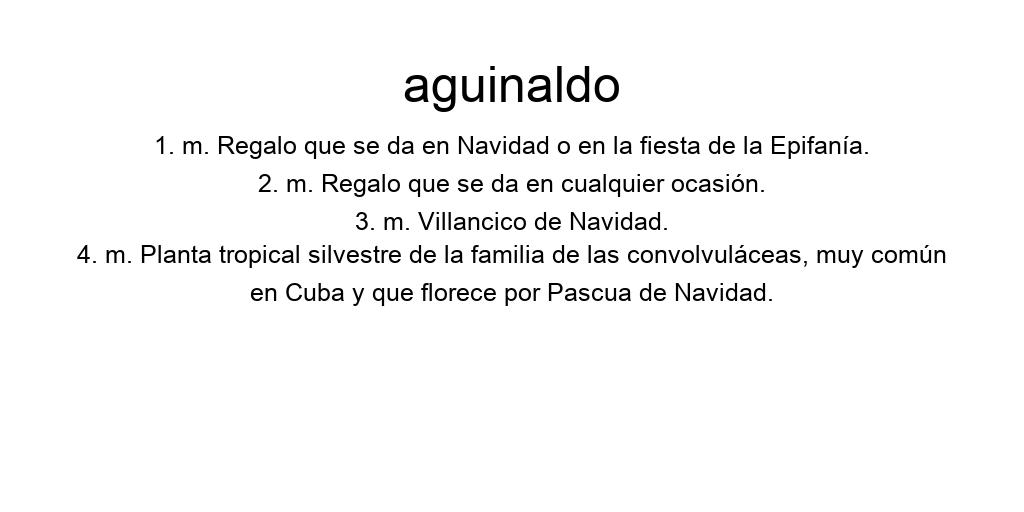 aguinaldo
1. m. Regalo que se da en Navidad o en la fiesta de la Epifanía.
2. m. Regalo que se da en cualquier ocasión.
3. m. Villancico de Navidad.
4. m. Planta tropical silvestre de la familia de las convolvuláceas, muy común
en Cuba y que florece por Pascua de Navidad.